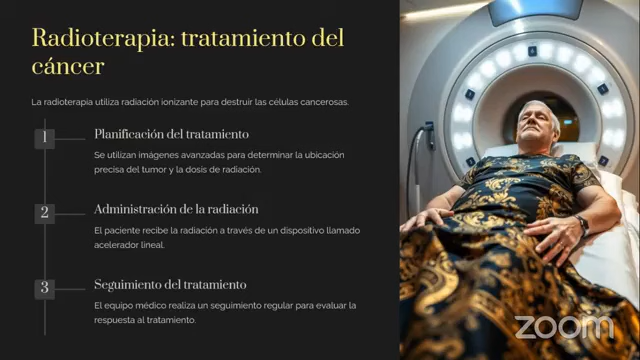 Radioterapia: tratamiento del
cáncer
La radioterapia utiliza radiación ionizante para destruir las células cancerosas.
1
Planificación del tratamiento
Se utilizan imágenes avanzadas para determinar la ubicación
precisa del tumor y la dosis de radiación.
2
Administración de la radiación
El paciente recibe la radiación a través de un dispositivo llamado
acelerador lineal.
3
Seguimiento del tratamiento
El equipo médico realiza un seguimiento regular para evaluar la
respuesta al tratamiento.
zoom